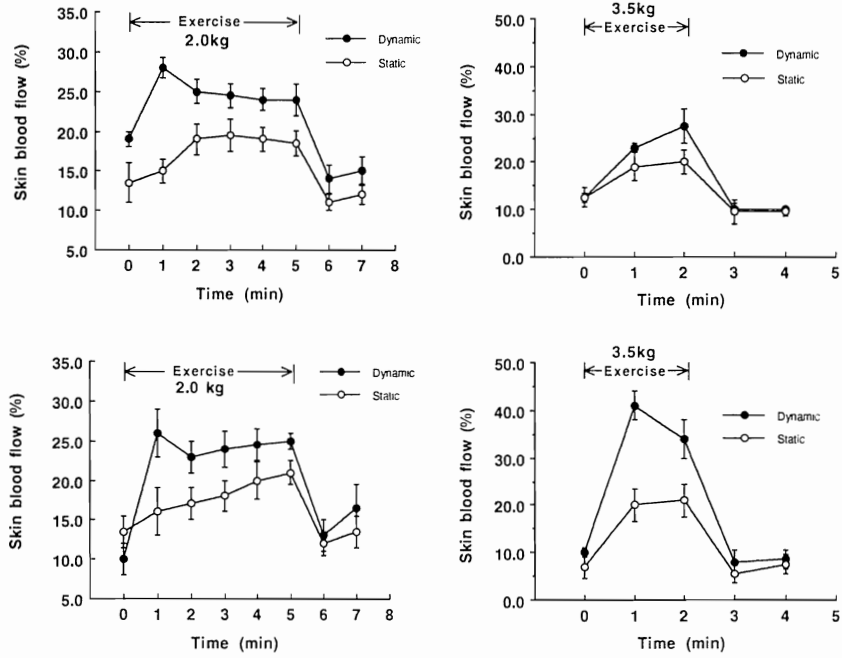 35.0
30.0
25.0
20.0
15.0
10.0
5.0
Skin blood flow (%)
Exercise
2.0kg
Dynamic
Static
0 1 2 3 4 5 6 7 8
Time (min)
3.5kg
Exercise
50.0
40.0
30.0
20.0
10.0
0.0
Skin blood flow (%)
Dynamic
Static
0 1 2 3 4 5
Time (min)
35.0
30.0
25.0
20.0
15.0
10.0
5.0
Skin blood flow (%)
Exercise
2.0 kg
Dynamic
Static
0 1 2 3 4 5 6 7 8
Time (min)
3.5kg
Exercise
50.0
40.0
30.0
20.0
10.0
0.0
Skin blood flow (%)
Dynamic
Static
0 1 2 3 4 5
Time (min)